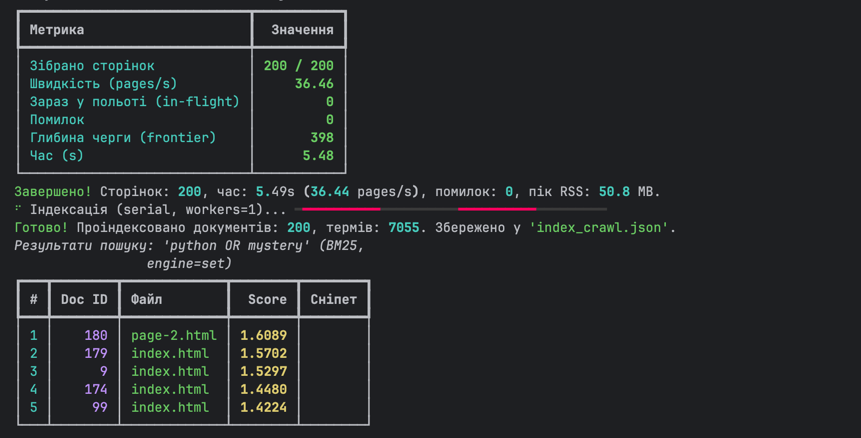 Метрика Значення
Зібрано сторінок 200 / 200
Швидкість (pages/s) 36.46
Зараз у польоті (in-flight) 0
Помилок 0
Глибина черги (frontier) 398
Час (s) 5.48
Завершено! Сторінок: 200, час: 5.49s (36.44 pages/s), помилок: 0, пік RSS: 50.8 MB.
Індексація (serial, workers=1)...
Готово! Проіндексовано документів: 200, термів: 7055. Збережено у 'index_crawl.json'.
Результати пошуку: 'python OR mystery' (BM25,
engine=set)
# Doc ID Файл Score Сніпет
1 180 page-2.html 1.6089
2 179 index.html 1.5702
3 9 index.html 1.5297
4 174 index.html 1.4480
5 99 index.html 1.4224